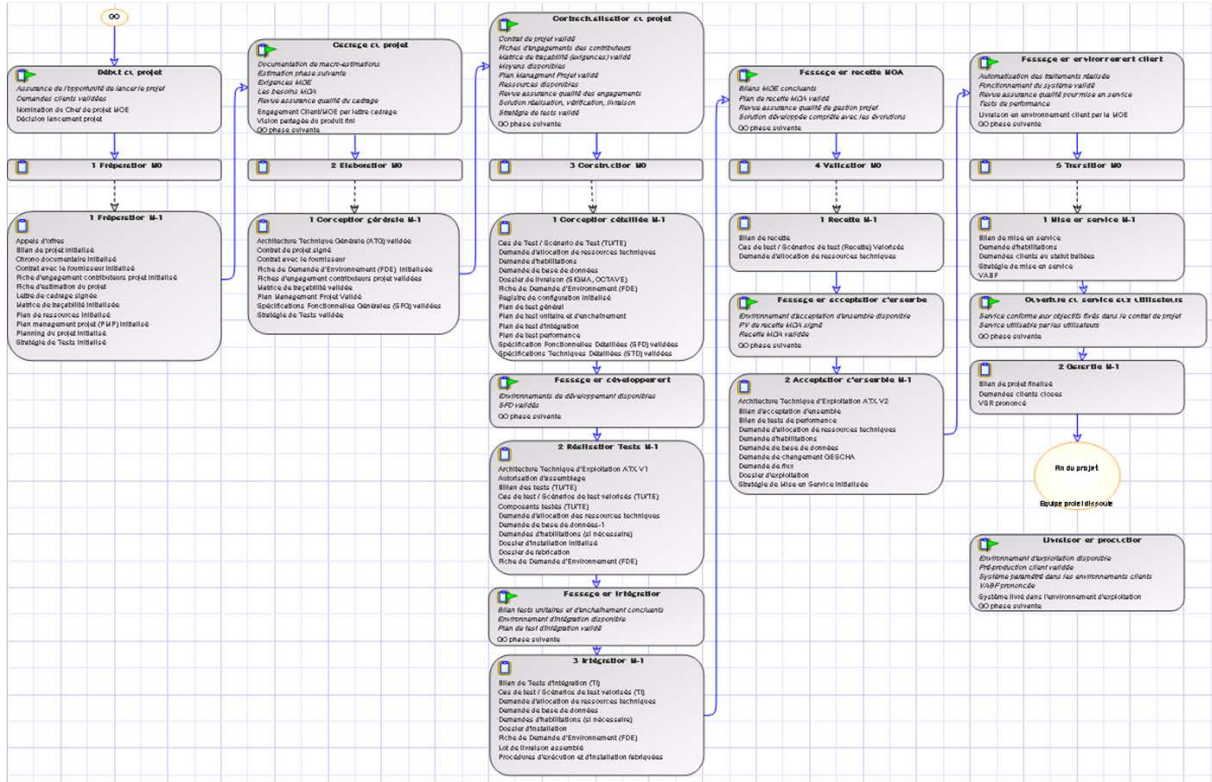 GO
Début du projet
Assurance de l'opportunité de lancer le projet
Demandes clients validées
Nomination du Chef de projet MOE
Décision lancement projet
1 Préparation M0
1 Préparation M-1
Appels d'offres
Bilan de projet initialisé
Chrono documentaire initialisé
Contrat avec le fournisseur initialisé
Fiche d'engagement contributeurs projet initialisée
Fiche d'estimation du projet
Lettre de cadrage signée
Matrice de traçabilité initialisée
Plan de ressources initialisé
Plan management projet (PMP) initialisé
Planning du projet initialisé
Stratégie de Tests initialisé
Cadrage du projet
Documentation de macro-estimations
Estimation phase suivante
Exigences MOE
Les besoins MOA
Revue assurance qualité du cadrage
Engagement Client/MOE par lettre cadrage
Vision partagée du produit fini
GO phase suivante
2 Elaboration M0
1 Conception générale M-1
Architecture Technique Générale (ATG) validée
Contrat de projet signé
Contrat avec le fournisseur
Fiche de Demande d'Environnement (FDE) initialisée
Fiches d'engagement contributeurs projet validées
Matrice de traçabilité validée
Plan Management Projet Validé
Spécifications Fonctionnelles Générales (SFG) validées
Stratégie de Tests validée
Contractualisation du projet
Contrat de projet validé
Fiches d'engagements des contributeurs
Matrice de traçabilité (exigences) validé
Moyens disponibles
Plan Managment Projet validé
Ressources disponibles
Revue assurance qualité des engagements
Solution réalisation, vérification, livraison
Stratégie de tests validé
GO phase suivante
3 Construction M0
1 Conception détaillée M-1
Cas de Test / Scénario de Test (TU/TE)
Demande d'allocation de ressources techniques
Demande d'habilitations
Demande de base de données
Dossier de livraison (SIGMA, OCTAVE)
Fiche de Demande d'Environnement (FDE)
Registre de configuration initialisé
Plan de test général
Plan de test unitaire et d'enchaînement
Plan de test d'intégration
Plan de test performance
Spécification Fonctionnelles Détaillées (SFD) validées
Spécifications Techniques Détaillées (STD) validées
Passage en développement
Environnements de développement disponibles
SFD validés
GO phase suivante
2 Réalisation Tests M-1
Architecture Technique d'Exploitation ATX V1
Autorisation d'assemblage
Bilan des tests (TU/TE)
Cas de test / Scénarios de test valorisés (TU/TE)
Composants testés (TU/TE)
Demande d'allocation des ressources techniques
Demande de base de données-1
Demandes d'habilitations (si nécessaire)
Dossier d'installation initialisé
Dossier de fabrication
Fiche de Demande d'Environnement (FDE)
Passage en Intégration
Bilan tests unitaires et d'enchaînement concluants
Environnement d'intégration disponible
Plan de test d'intégration validé
GO phase suivante
3 Intégration M-1
Bilan de Tests d'Intégration (TI)
Cas de test / Scénarios de test valorisés (TI)
Demande d'allocation de ressources techniques
Demande de base de données
Demandes d'habilitations (si nécessaire)
Dossier d'installation
Fiche de Demande d'Environnement (FDE)
Lot de livraison assemblé
Procédures d'exécution et d'installation fabriquées
Passage en recette MOA
Bilans MOE concluants
Plan de recette MOA validé
Revue assurance qualité de gestion projet
Solution développée complète avec les évolutions
GO phase suivante
4 Validation M0
1 Recette M-1
Bilan de recette
Cas de test / Scénarios de test (Recette) Valorisés
Demande d'allocation de ressources techniques
Passage en acceptation d'ensemble
Environnement d'acceptation d'ensemble disponible
PV de recette MOA signé
Recette MOA validée
GO phase suivante
2 Acceptation d'ensemble M-1
Architecture Technique d'Exploitation ATX V2
Bilan d'acceptation d'ensemble
Bilan de tests de performance
Demande d'allocation de ressources techniques
Demande d'habilitations
Demande de base de données
Demande de changement GESCHA
Demande de flux
Dossier d'exploitation
Stratégie de Mise en Service initialisée
Passage en environnement client
Automatisation des traitements réalisée
Fonctionnement du système validé
Revue assurance qualité pour mise en service
Tests de performance
Livraison en environnement client par la MOE
GO phase suivante
5 Transition M0
1 Mise en service M-1
Bilan de mise en service
Demande d'habilitations
Demandes clients au statut traitées
Stratégie de mise en service
VABF
Ouverture du service aux utilisateurs
Service conforme aux objectifs fixés dans le contrat de projet
Service utilisable par les utilisateurs
GO phase suivante
2 Garantie M-1
Bilan de projet finalisé
Demandes clients closes
VSR prononcé
Fin du projet
Equipe projet dissoute
Livraison en production
Environnement d'exploitation disponible
Pré-production client validée
Système paramétré dans les environnements clients
VABF prononcée
Système livré dans l'environnement d'exploitation
GO phase suivante